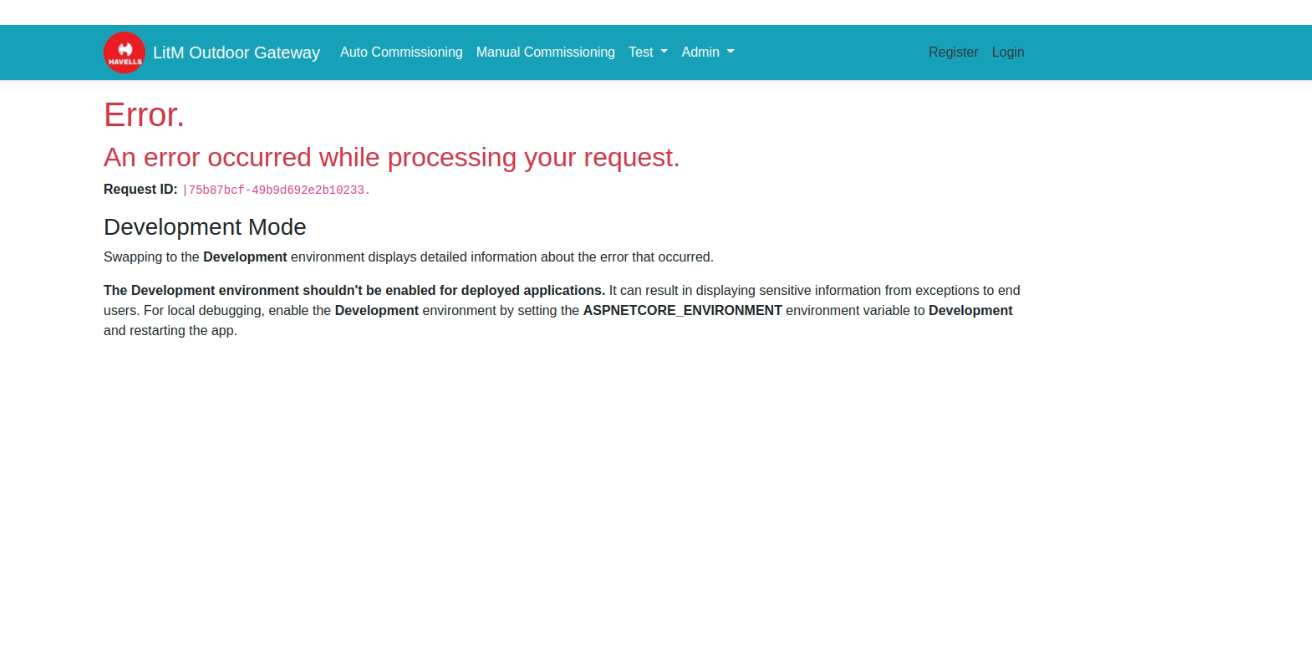 HAVELLS
LitM Outdoor Gateway Auto Commissioning Manual Commissioning Test Admin Register Login
Error.
An error occurred while processing your request.
Request ID: |75b87bcf-49b9d692e2b10233.
Development Mode
Swapping to the Development environment displays detailed information about the error that occurred.
The Development environment shouldn't be enabled for deployed applications. It can result in displaying sensitive information from exceptions to end
users. For local debugging, enable the Development environment by setting the ASPNETCORE_ENVIRONMENT environment variable to Development
and restarting the app.